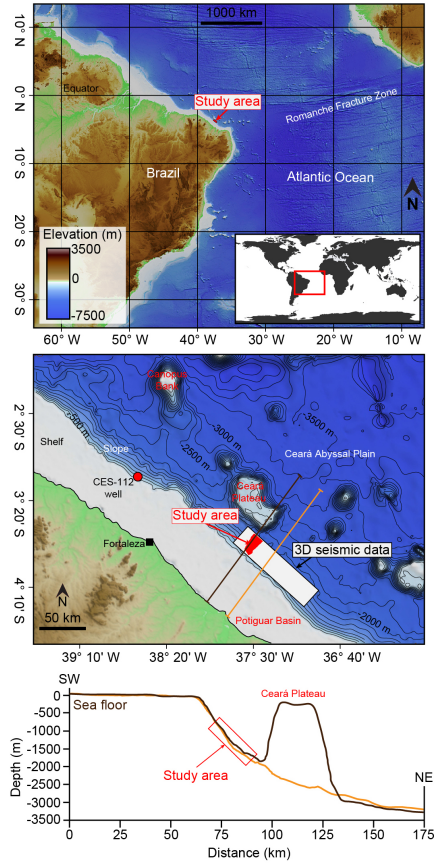 10° N
0° N
10° S
20° S
30° S
1000 km
Equator
Study area
Romanche Fracture Zone
Brazil
Atlantic Ocean
N
Elevation (m)
3500
0
-7500
60° W
50° W
40° W
30° W
20° W
10° W
2° 30' S
3° 20' S
4° 10' S
Canopus
Bank
-500 m
-3500 m
-3000 m
-2500 m
Shelf
Slope
Ceará Abyssal Plain
CES-112
well
Ceará
Plateau
Study area
Fortaleza
3D seismic data
N
50 km
Potiguar Basin
-2000 m
39° 10' W
38° 20' W
37° 30' W
36° 40' W
SW
Ceará Plateau
Sea floor
Study area
NE
Depth (m)
0
-500
-1000
-1500
-2000
-2500
-3000
-3500
0
25
50
75
100
125
150
175
Distance (km)